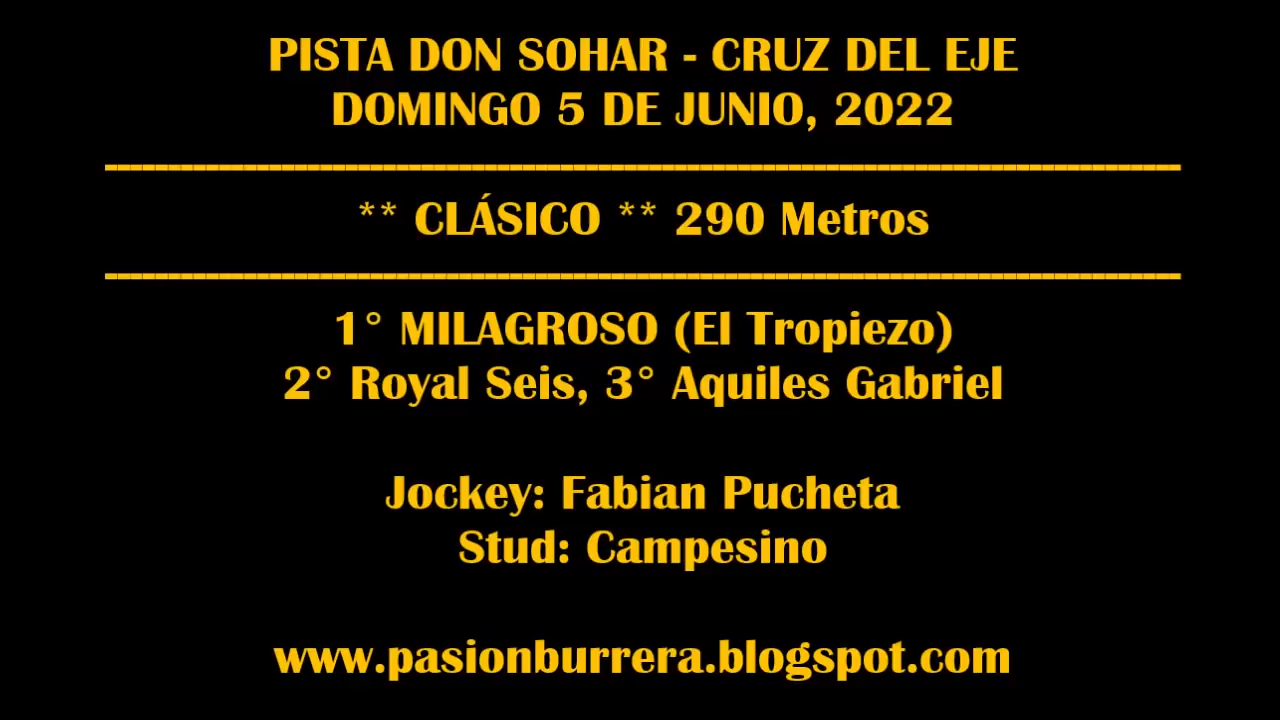 PISTA DON SOHAR - CRUZ DEL EJE
DOMINGO 5 DE JUNIO, 2022
** CLÁSICO ** 290 Metros
1° MILAGROSO (El Tropiezo)
2° Royal Seis, 3° Aquiles Gabriel
Jockey: Fabian Pucheta
Stud: Campesino
www.pasionburrera.blogspot.com